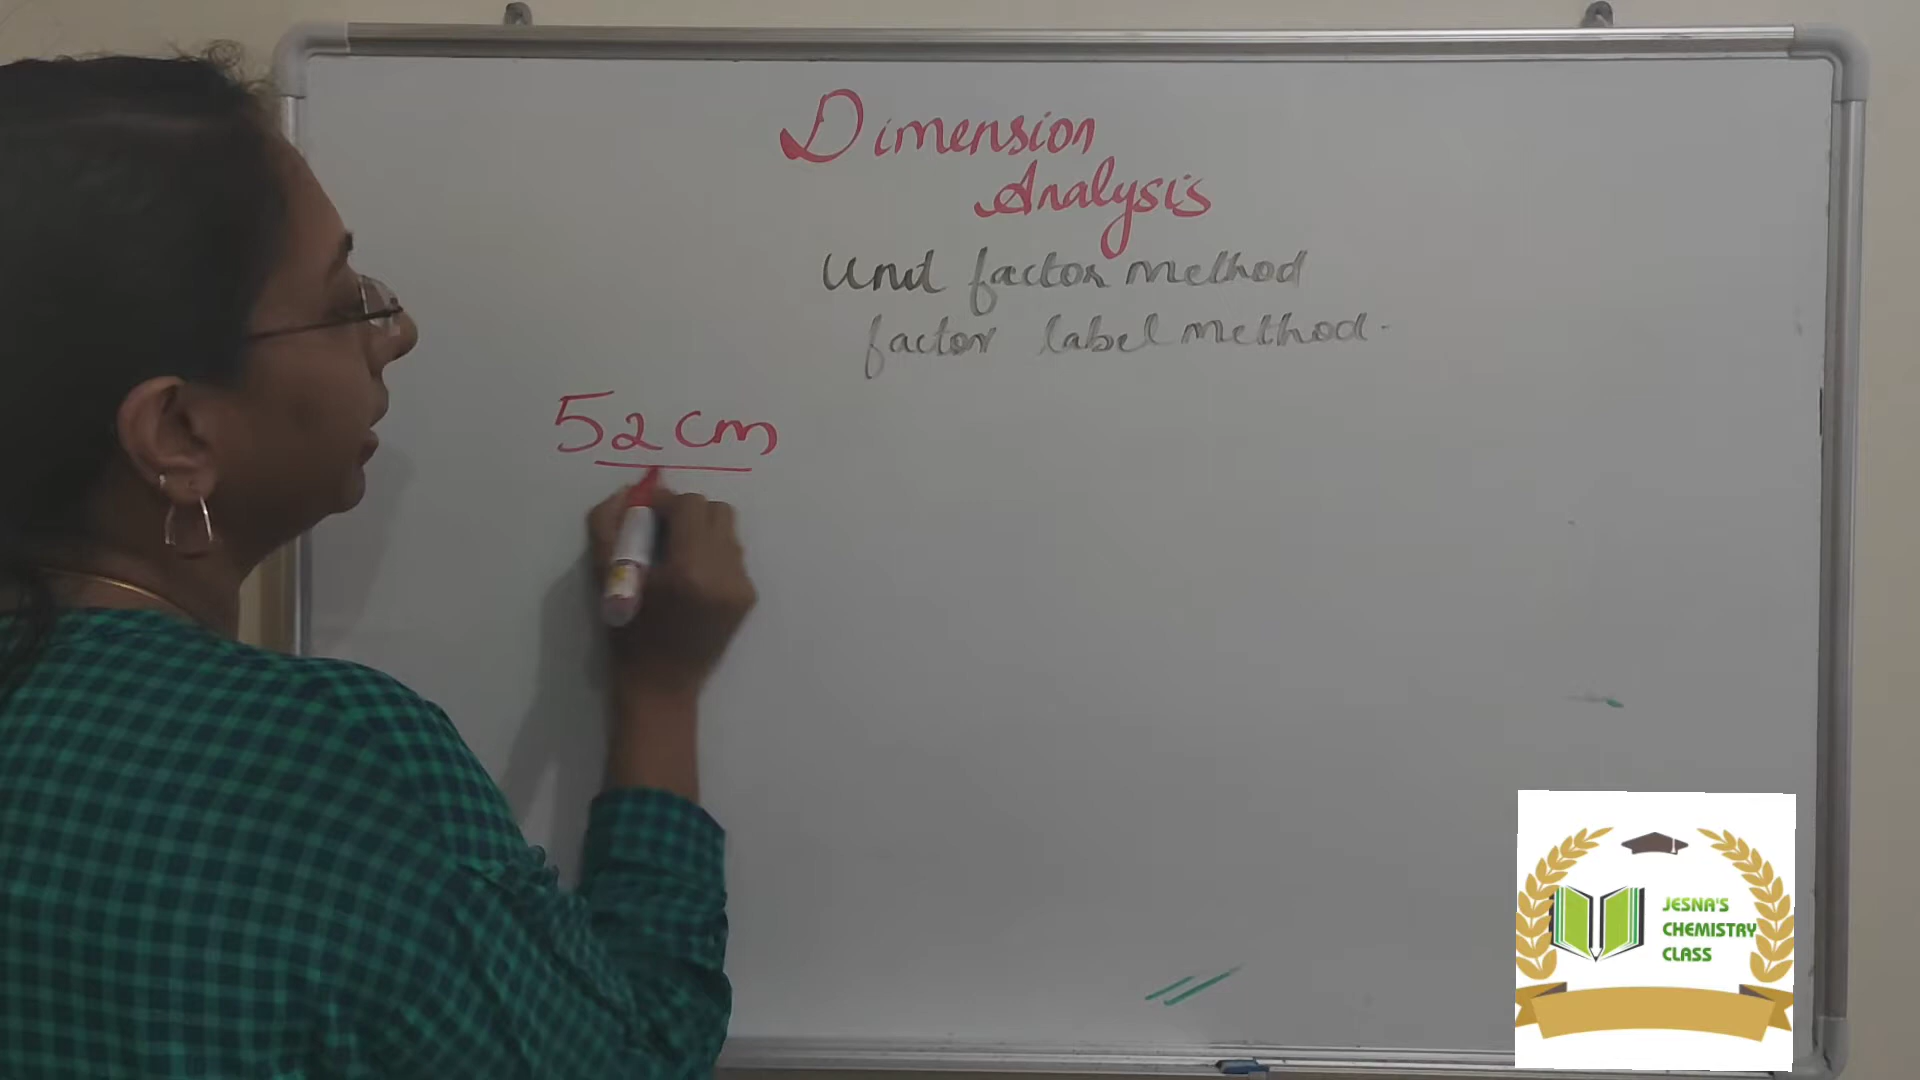 Dimension
Analysis
Unit factor method
factor label method.
52 cm
JESNA'S
CHEMISTRY
CLASS